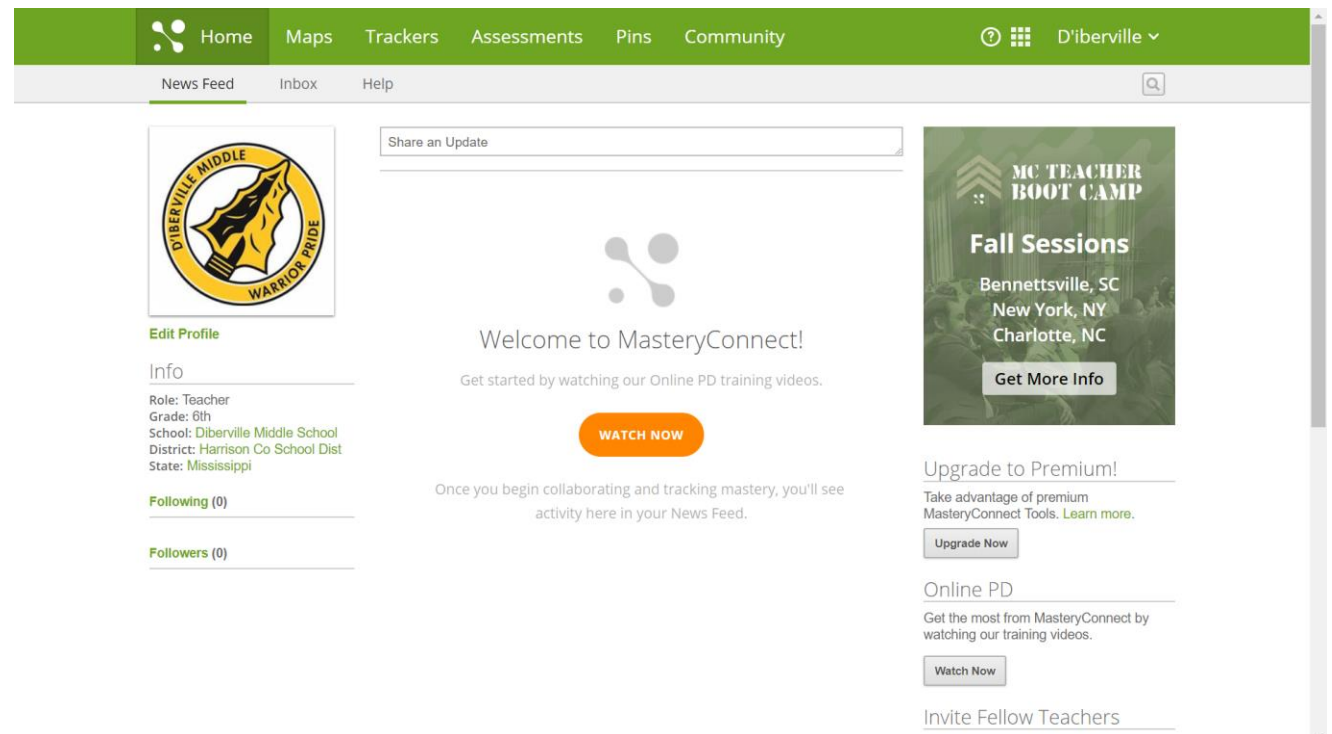 Home Maps Trackers Assessments Pins Community D'iberville
News Feed Inbox Help
D'IBERVILLE MIDDLE
WARRIOR PRIDE
Edit Profile
Info
Role: Teacher
Grade: 6th
School: Diberville Middle School
District: Harrison Co School Dist
State: Mississippi
Following (0)
Followers (0)
Share an Update
Welcome to MasteryConnect!
Get started by watching our Online PD training videos.
WATCH NOW
Once you begin collaborating and tracking mastery, you'll see
activity here in your News Feed.
MC TEACHER
BOOT CAMP
Fall Sessions
Bennettsville, SC
New York, NY
Charlotte, NC
Get More Info
Upgrade to Premium!
Take advantage of premium
MasteryConnect Tools. Learn more.
Upgrade Now
Online PD
Get the most from MasteryConnect by
watching our training videos.
Watch Now
Invite Fellow Teachers